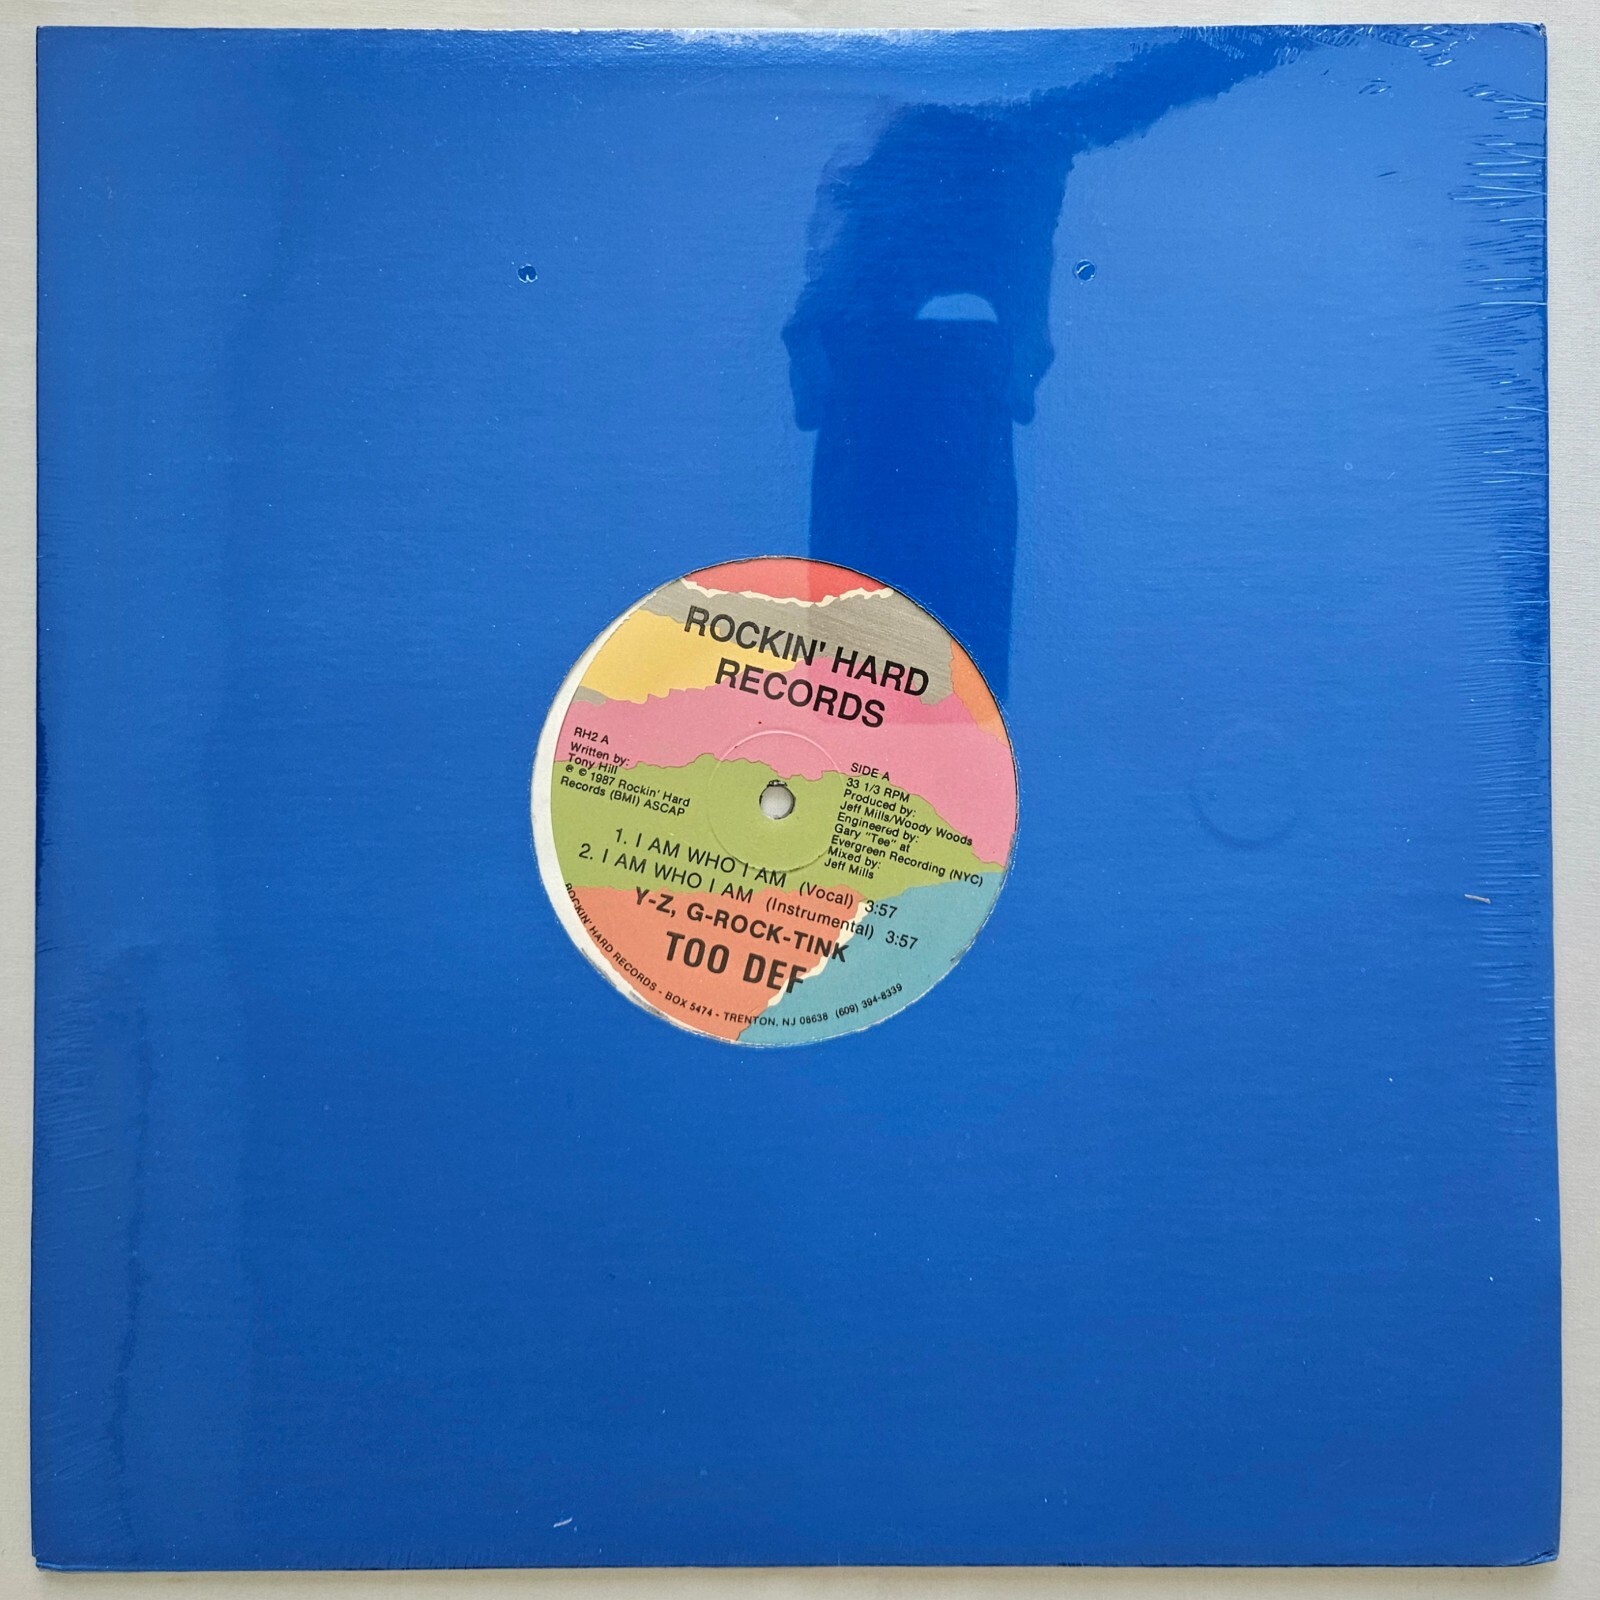 ROCKIN' HARD
RECORDS
RH2 A
Written by:
Tony Hill
℗ © 1987 Rockin' Hard
Records (BMI) ASCAP
SIDE A
33 1/3 RPM
Produced by:
Jeff Mills/Woody Woods
Engineered by:
Gary "Tee" at
Evergreen Recording (NYC)
Mixed by:
Jeff Mills
1. I AM WHO I AM (Vocal) 3:57
2. I AM WHO I AM (Instrumental) 3:57
Y-Z, G-ROCK-TINK
TOO DEF
ROCKIN' HARD RECORDS - BOX 5474 - TRENTON, NJ 08638 (609) 394-8339